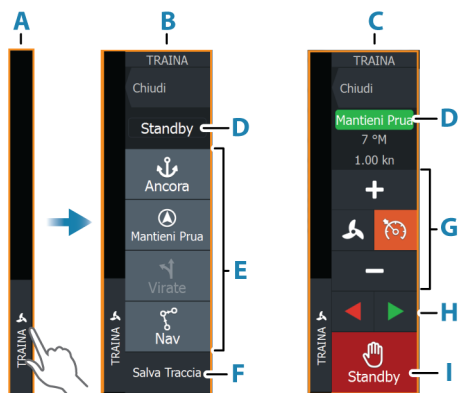 A
B
C
TRAINA
TRAINA
Chiudi
Standby
D
Ancora
Mantieni Prua
Virate
Nav
E
Salva Traccia
F
TRAINA
TRAINA
Chiudi
Mantieni Prua
D
7 °M
1.00 kn
G
H
Standby
I
TRAINA